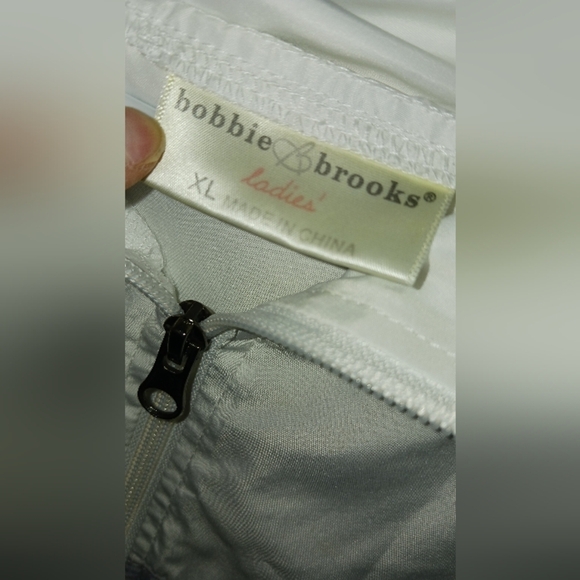 bobbie brooks®
ladies'
XL MADE IN CHINA